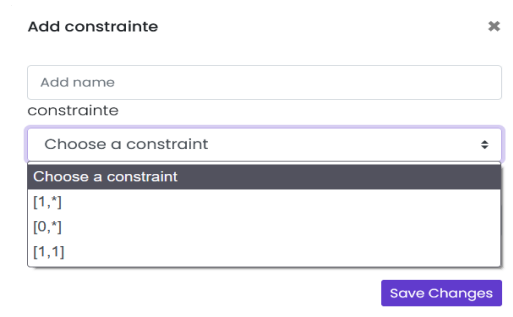 Add constrainte
✖
Add name
constrainte
Choose a constraint
Choose a constraint
[1,*]
[0,*]
[1,1]
Save Changes